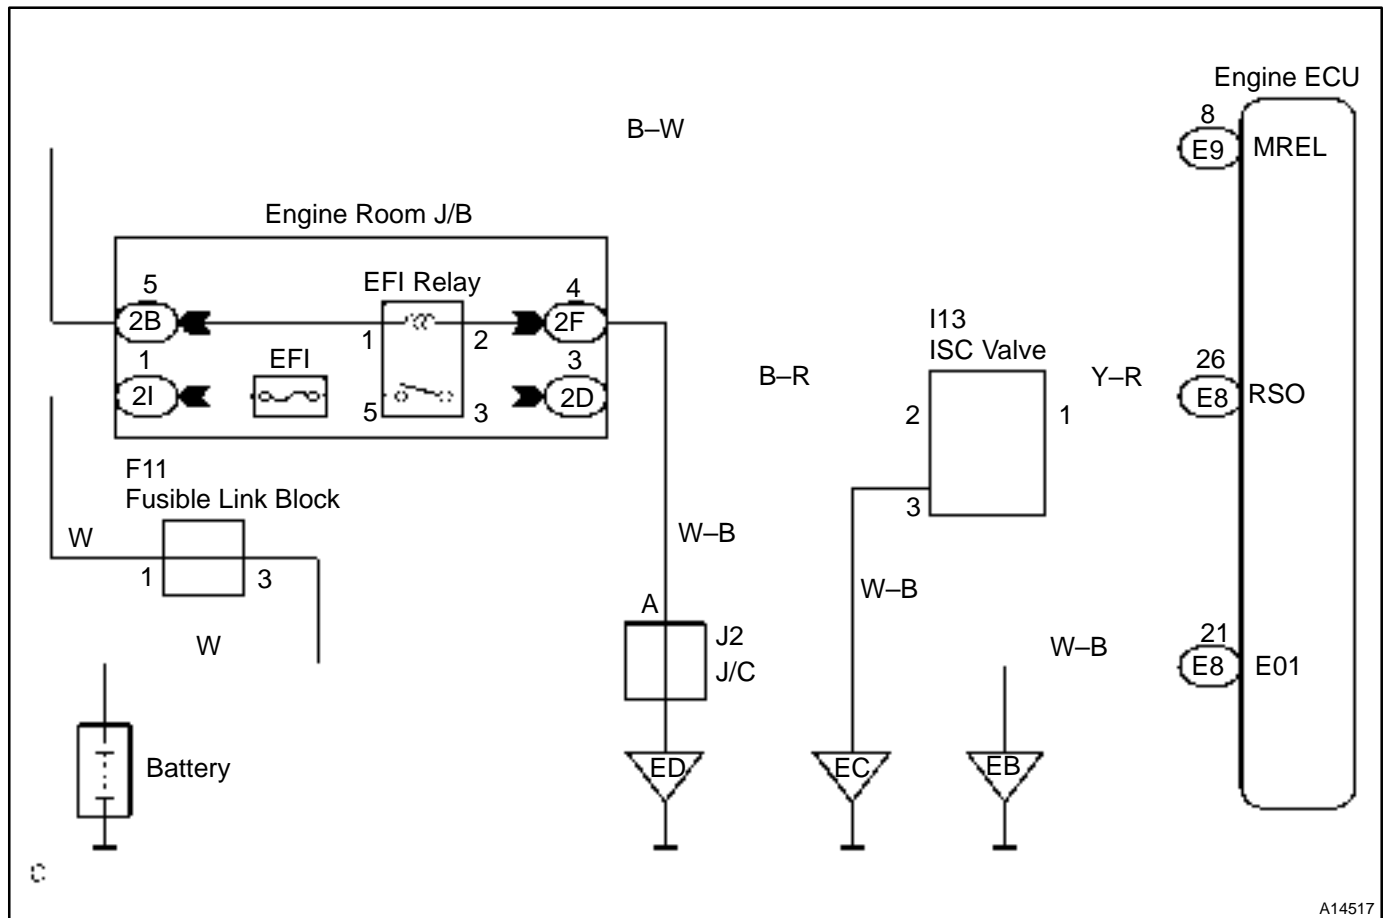 Engine ECU
8
B–W
E9
MREL
Engine Room J/B
5
EFI Relay
4
2B
1
2
2F
I13
ISC Valve
1
EFI
3
B–R
Y–R
26
2I
5
3
2D
2
1
E8
RSO
F11
Fusible Link Block
3
W
W–B
1
3
W–B
A
W
J2
J/C
W–B
21
E8
E01
Battery
ED
EC
EB
A14517